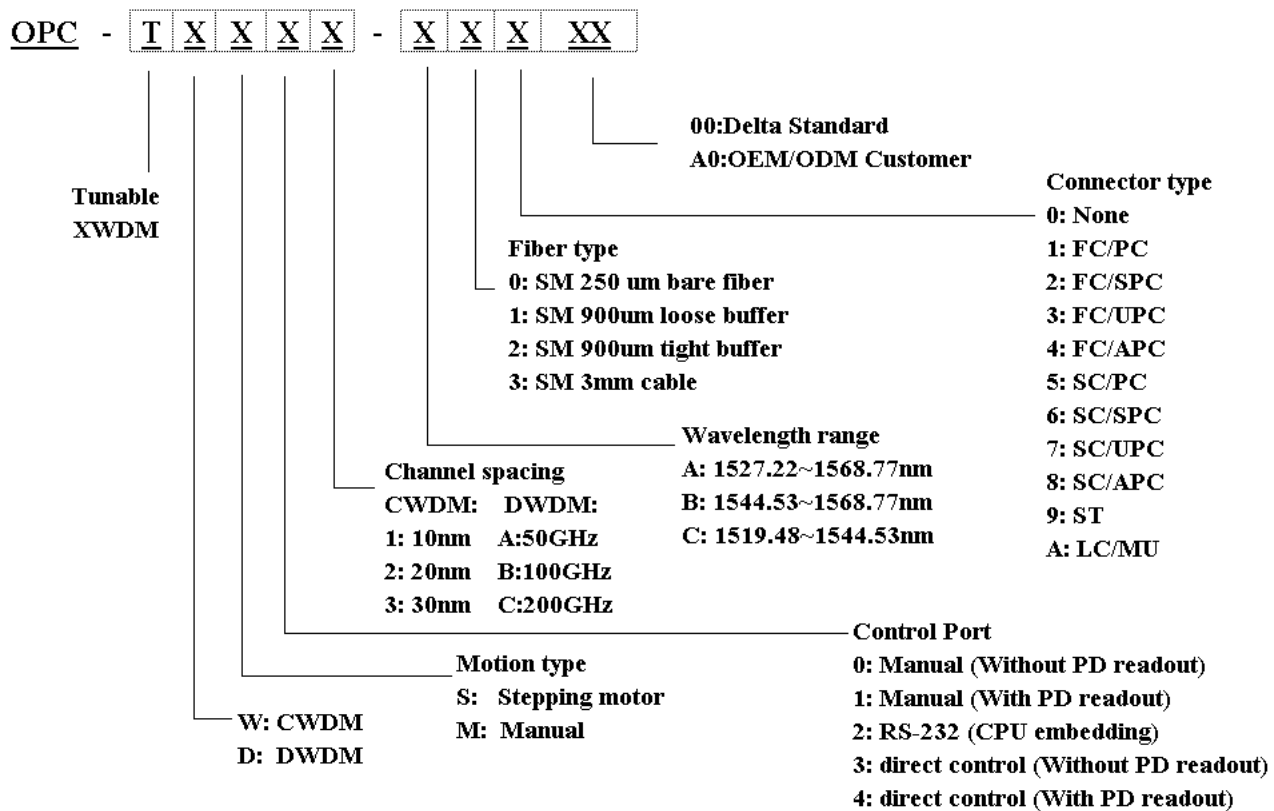 OPC - T X X X X - X X X XX
00:Delta Standard
A0:OEM/ODM Customer
Tunable
XWDM
Connector type
0: None
1: FC/PC
2: FC/SPC
3: FC/UPC
4: FC/APC
5: SC/PC
6: SC/SPC
7: SC/UPC
8: SC/APC
9: ST
A: LC/MU
Fiber type
0: SM 250 um bare fiber
1: SM 900um loose buffer
2: SM 900um tight buffer
3: SM 3mm cable
Wavelength range
A: 1527.22~1568.77nm
B: 1544.53~1568.77nm
C: 1519.48~1544.53nm
Channel spacing
CWDM: DWDM:
1: 10nm A:50GHz
2: 20nm B:100GHz
3: 30nm C:200GHz
Control Port
0: Manual (Without PD readout)
1: Manual (With PD readout)
2: RS-232 (CPU embedding)
3: direct control (Without PD readout)
4: direct control (With PD readout)
Motion type
S: Stepping motor
M: Manual
W: CWDM
D: DWDM